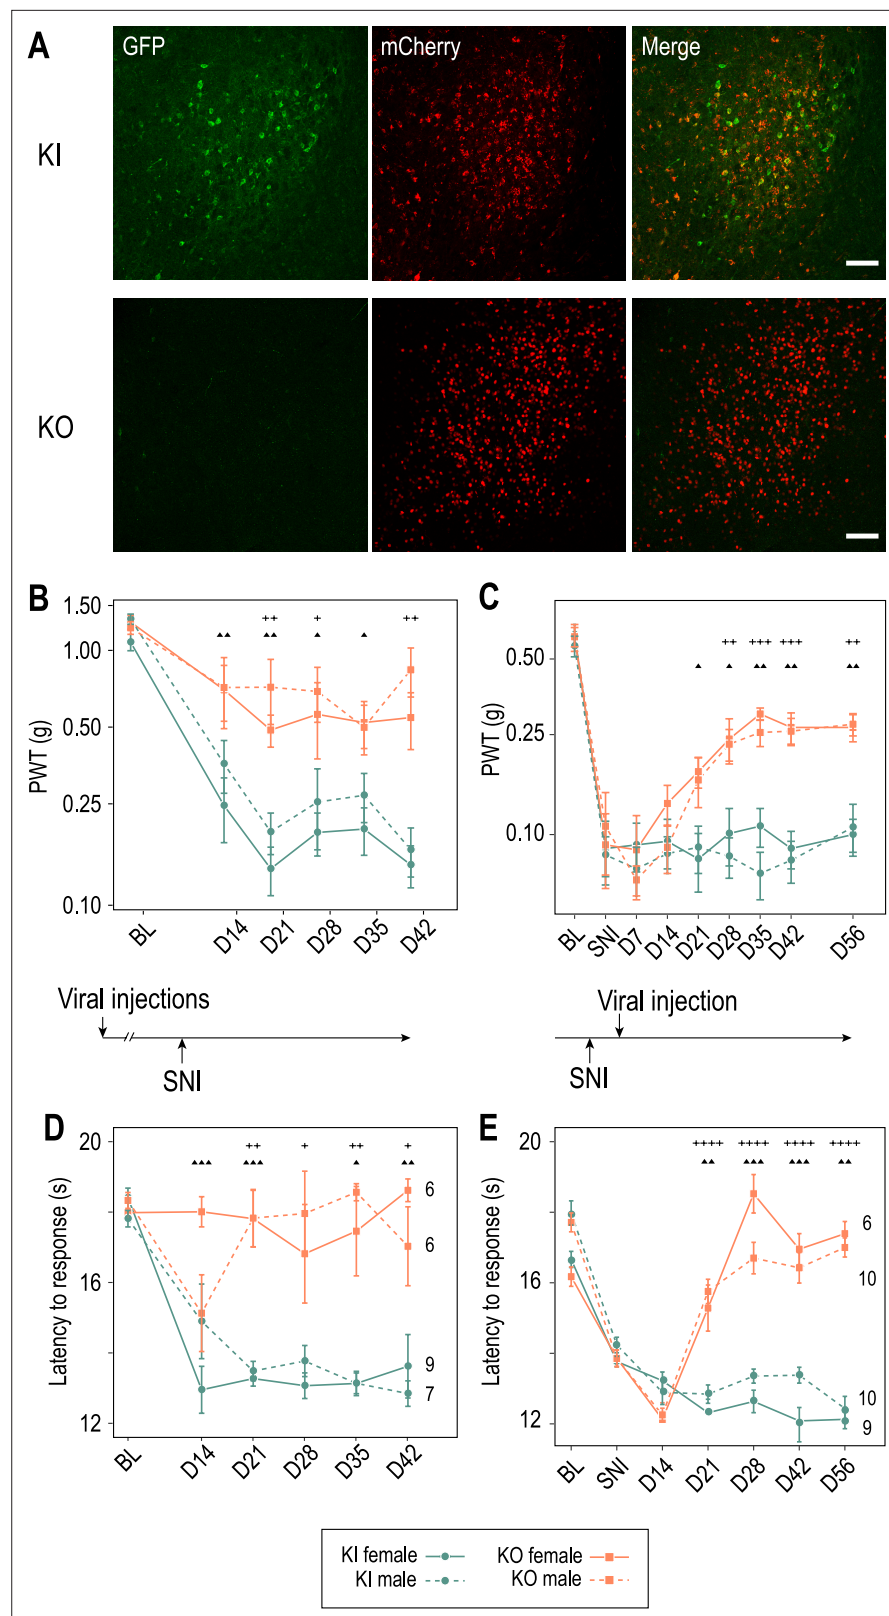 A
GFP
mCherry
Merge
KI
KO
B
1.50
1.00
0.50
0.25
0.10
PWT (g)
++ + ++
▲▲ ▲▲ ▲ ▲
BL D14 D21 D28 D35 D42
C
0.50
0.25
0.10
PWT (g)
++ +++ +++ ++
▲ ▲ ▲▲ ▲▲ ▲▲
BL SNI D7 D14 D21 D28 D35 D42 D56
Viral injections
SNI
Viral injection
SNI
D
20
16
12
Latency to response (s)
++ + ++ +
▲▲▲ ▲▲▲ ▲ ▲▲
6
6
9
7
BL D14 D21 D28 D35 D42
E
20
16
12
Latency to response (s)
++++ ++++ ++++ ++++
▲▲ ▲▲▲ ▲▲▲ ▲▲
6
10
10
9
BL SNI D14 D21 D28 D42 D56
KI female
KI male
KO female
KO male